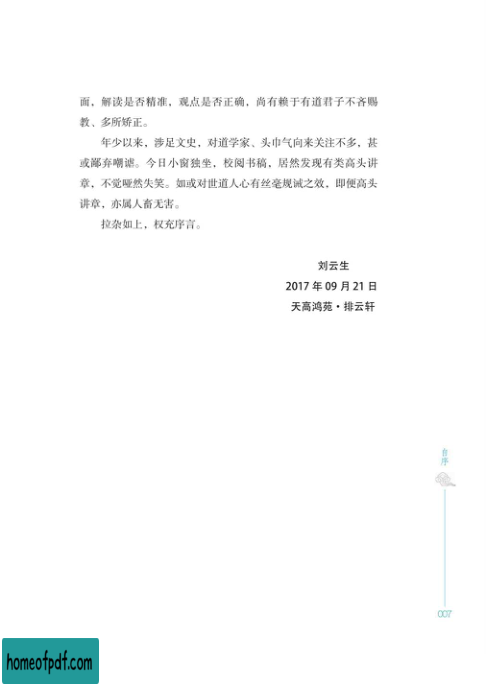 面，解读是否精准，观点是否正确，尚有赖于有道君子不吝赐
教、多所矫正。
年少以来，涉足文史，对道学家、头巾气向来关注不多，甚
或鄙弃嘲谑。今日小窗独坐，校阅书稿，居然发现有类高头讲
章，不觉哑然失笑。如或对世道人心有丝毫规诫之效，即便高头
讲章，亦属人畜无害。
拉杂如上，权充序言。
刘云生
2017 年 09 月 21 日
天高鸿苑·排云轩
自序
007
homeofpdf.com